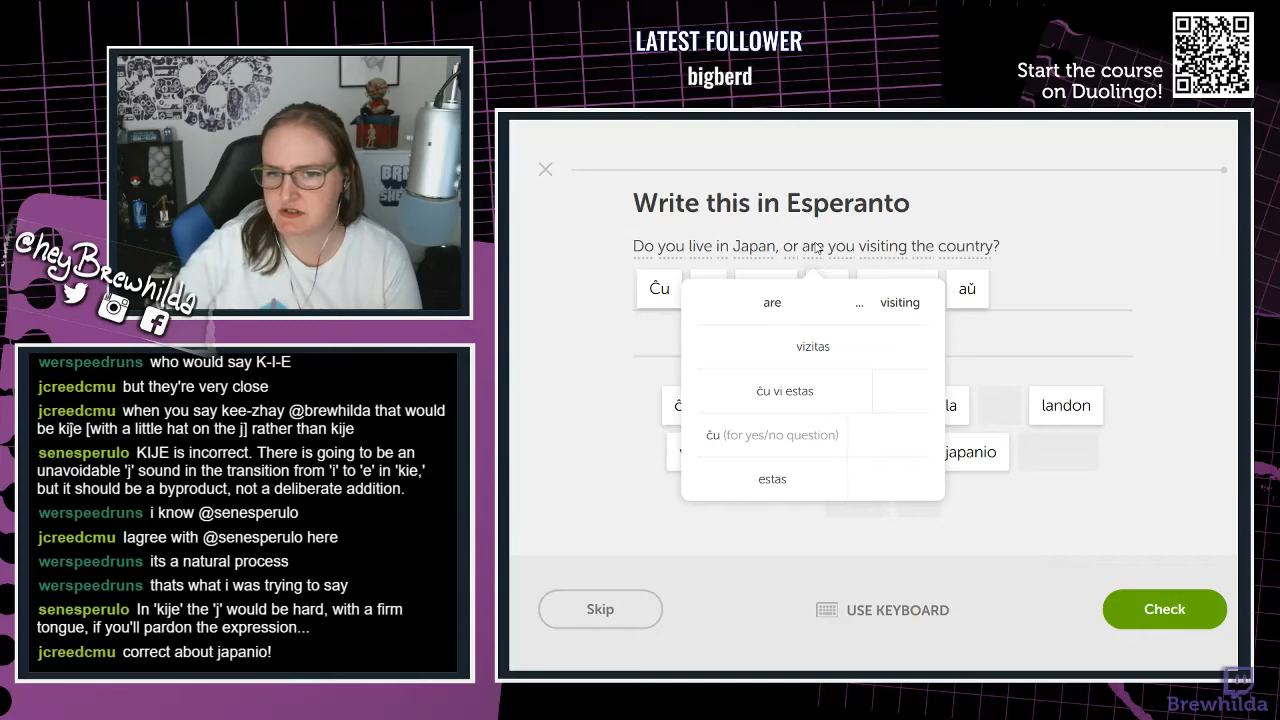 LATEST FOLLOWER
bigberd
Start the course
on Duolingo!
@heyBrewhilda
werspeedruns who would say K-I-E
jcreedcmu but they're very close
jcreedcmu when you say kee-zhay @brewhilda that would
be kiĵe [with a little hat on the j] rather than kije
senesperulo KIJE is incorrect. There is going to be an
unavoidable 'j' sound in the transition from 'i' to 'e' in 'kie,'
but it should be a byproduct, not a deliberate addition.
werspeedruns i know @senesperulo
jcreedcmu Iagree with @senesperulo here
werspeedruns its a natural process
werspeedruns thats what i was trying to say
senesperulo In 'kije' the 'j' would be hard, with a firm
tongue, if you'll pardon the expression...
jcreedcmu correct about japanio!
Write this in Esperanto
Do you live in Japan, or are you visiting the country?
Ĉu aŭ
are ... visiting
vizitas
ĉu vi estas
ĉu (for yes/no question)
estas
la landon
japanio
Skip
USE KEYBOARD
Check
Brewhilda